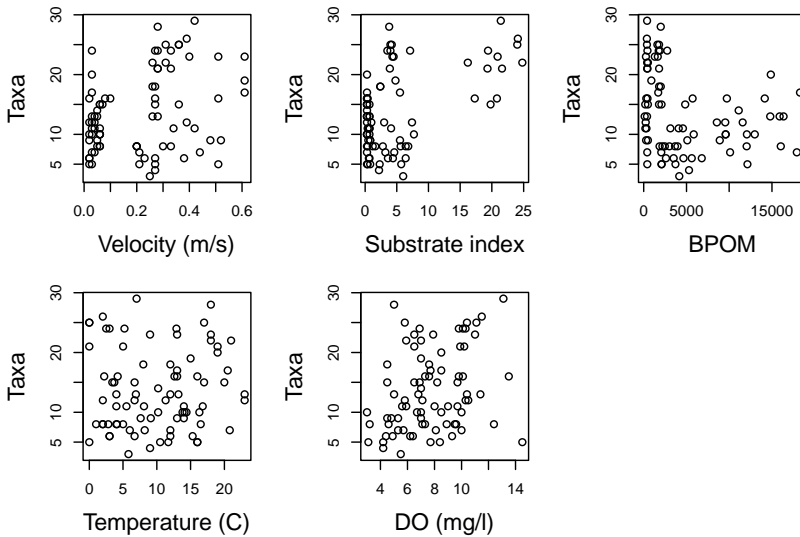 Taxa
5 10 20 30
0.0 0.2 0.4 0.6
Velocity (m/s)
Taxa
5 10 20 30
0 5 10 15 20 25
Substrate index
Taxa
5 10 20 30
0 5000 15000
BPOM
Taxa
5 10 20 30
0 5 10 15 20
Temperature (C)
Taxa
5 10 20 30
4 6 8 10 12 14
DO (mg/l)